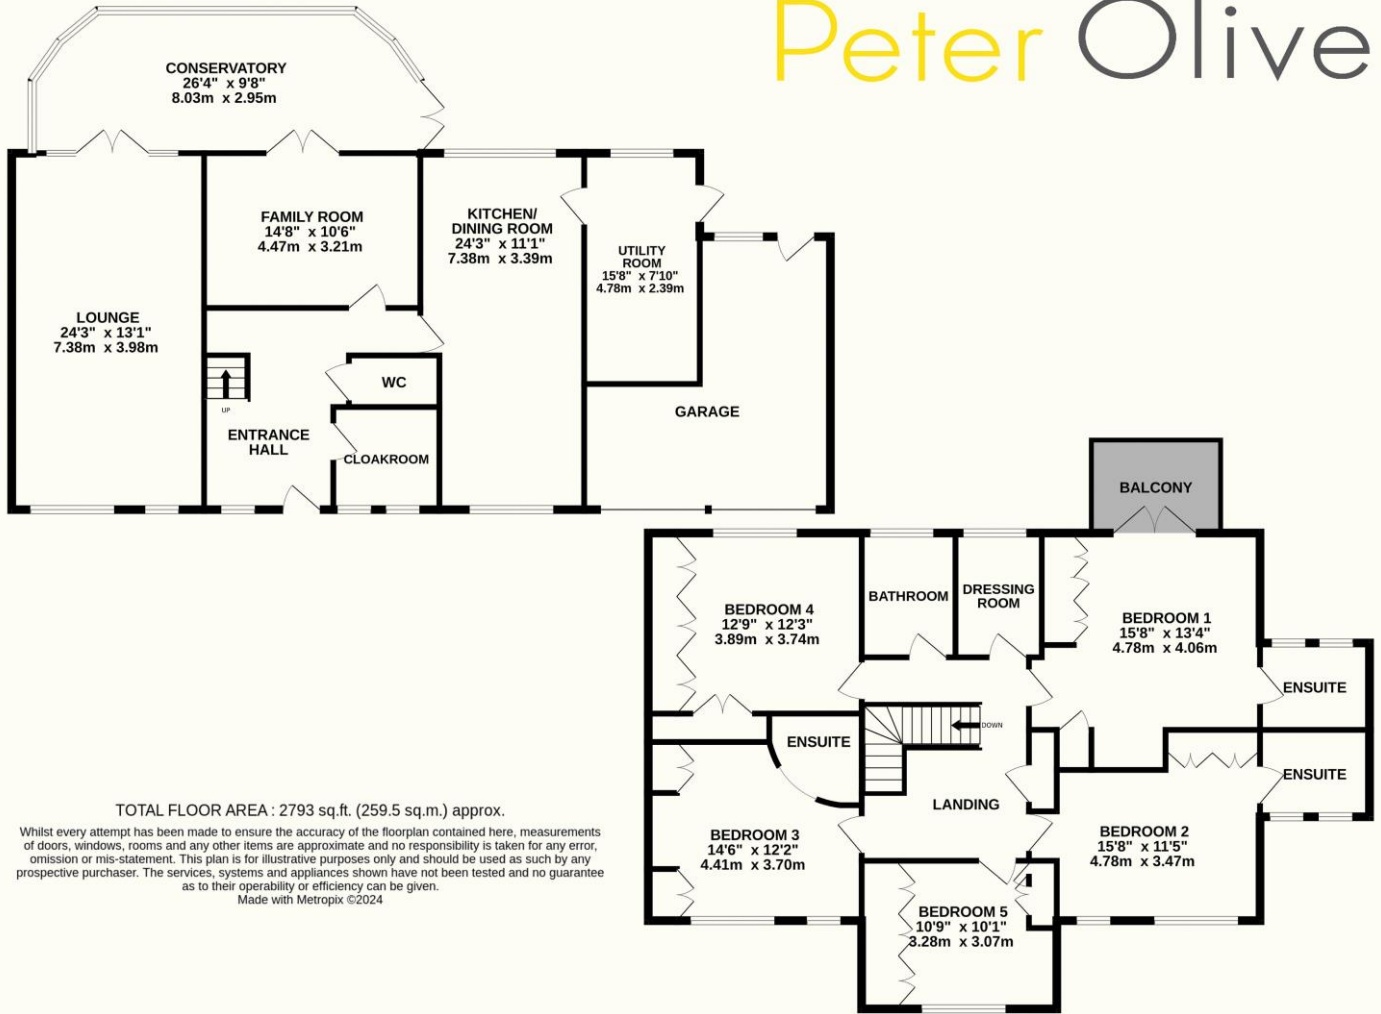 Peter Olive
CONSERVATORY
26'4" x 9'8"
8.03m x 2.95m
FAMILY ROOM
14'8" x 10'6"
4.47m x 3.21m
KITCHEN/
DINING ROOM
24'3" x 11'1"
7.38m x 3.39m
UTILITY
ROOM
15'8" x 7'10"
4.78m x 2.39m
LOUNGE
24'3" x 13'1"
7.38m x 3.98m
WC
UP
ENTRANCE
HALL
CLOAKROOM
GARAGE
BALCONY
BEDROOM 4
12'9" x 12'3"
3.89m x 3.74m
BATHROOM
DRESSING
ROOM
BEDROOM 1
15'8" x 13'4"
4.78m x 4.06m
ENSUITE
DOWN
ENSUITE
ENSUITE
LANDING
BEDROOM 3
14'6" x 12'2"
4.41m x 3.70m
BEDROOM 2
15'8" x 11'5"
4.78m x 3.47m
BEDROOM 5
10'9" x 10'1"
3.28m x 3.07m
TOTAL FLOOR AREA : 2793 sq.ft. (259.5 sq.m.) approx.
Whilst every attempt has been made to ensure the accuracy of the floorplan contained here, measurements
of doors, windows, rooms and any other items are approximate and no responsibility is taken for any error,
omission or mis-statement. This plan is for illustrative purposes only and should be used as such by any
prospective purchaser. The services, systems and appliances shown have not been tested and no guarantee
as to their operability or efficiency can be given.
Made with Metropix ©2024